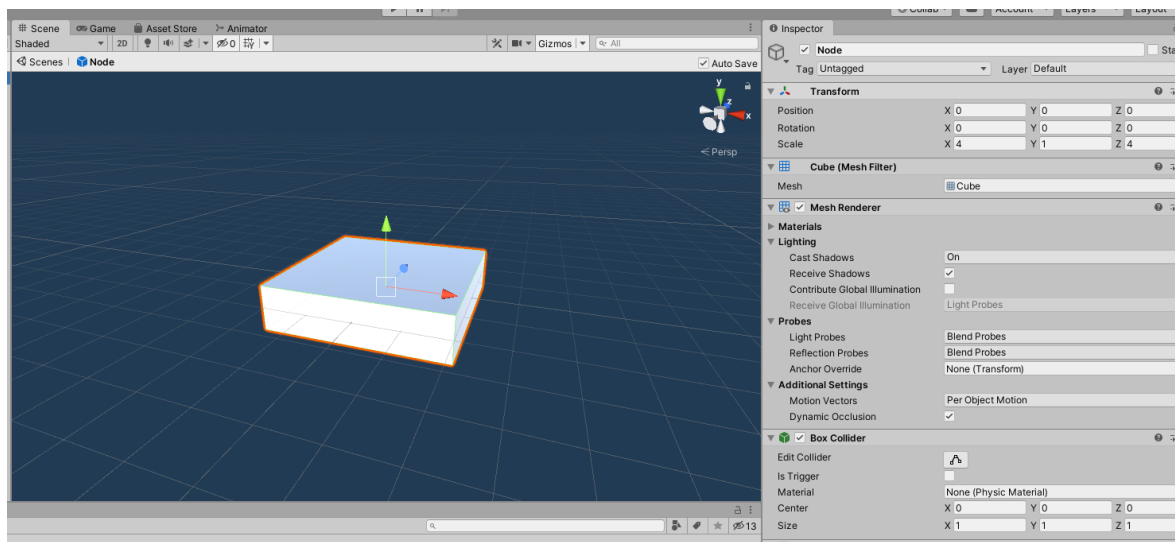 Collab Account Layers Layout
Scene Game Asset Store Animator
Shaded 2D 0 Gizmos All
Scenes Node Auto Save
y
z
x
Persp
13
Inspector
Node Sta
Tag Untagged Layer Default
Transform
Position X 0 Y 0 Z 0
Rotation X 0 Y 0 Z 0
Scale X 4 Y 1 Z 4
Cube (Mesh Filter)
Mesh Cube
Mesh Renderer
Materials
Lighting
Cast Shadows On
Receive Shadows
Contribute Global Illumination
Receive Global Illumination Light Probes
Probes
Light Probes Blend Probes
Reflection Probes Blend Probes
Anchor Override None (Transform)
Additional Settings
Motion Vectors Per Object Motion
Dynamic Occlusion
Box Collider
Edit Collider
Is Trigger
Material None (Physic Material)
Center X 0 Y 0 Z 0
Size X 1 Y 1 Z 1